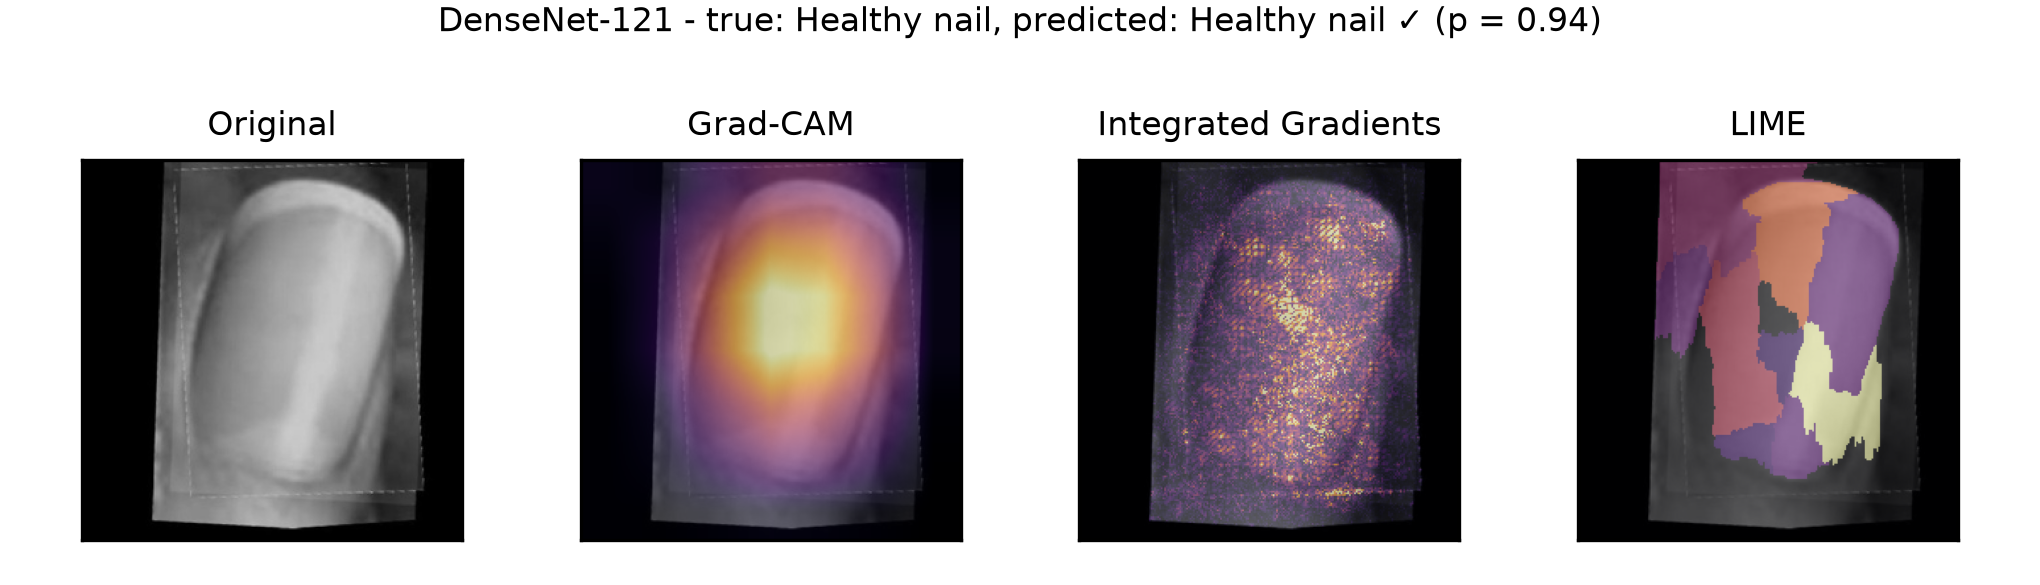 DenseNet-121 - true: Healthy nail, predicted: Healthy nail ✓ (p = 0.94)
Original
Grad-CAM
Integrated Gradients
LIME